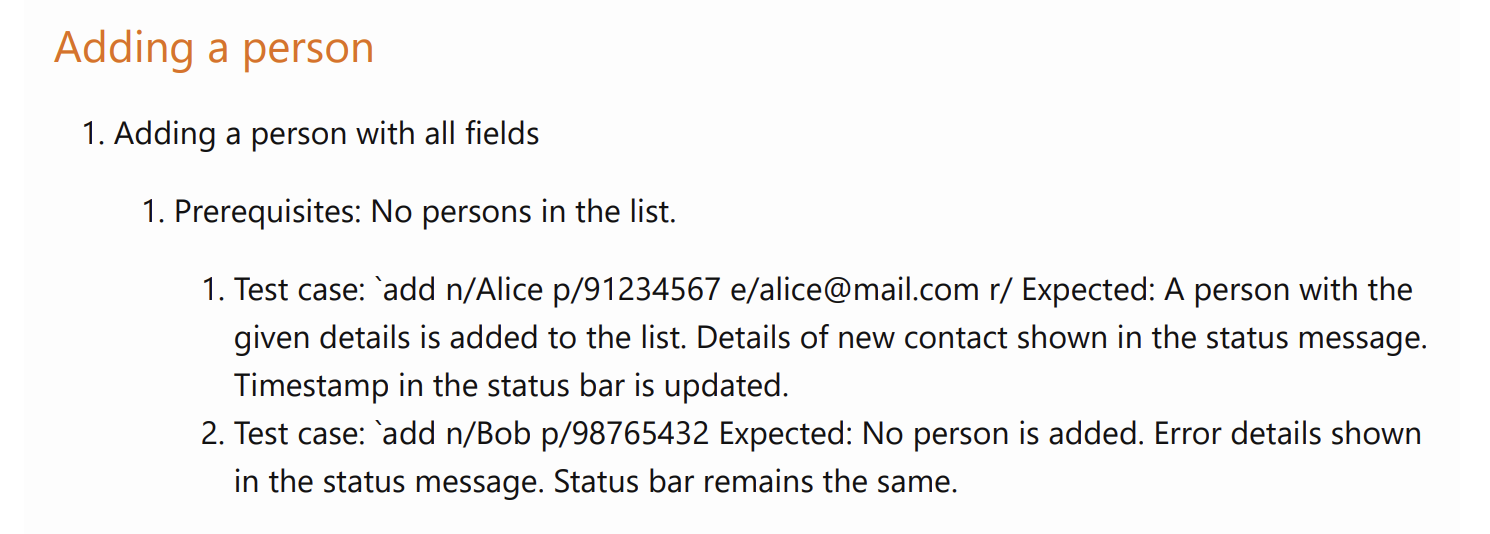 Adding a person
1. Adding a person with all fields
1. Prerequisites: No persons in the list.
1. Test case: `add n/Alice p/91234567 e/alice@mail.com r/ Expected: A person with the
given details is added to the list. Details of new contact shown in the status message.
Timestamp in the status bar is updated.
2. Test case: `add n/Bob p/98765432 Expected: No person is added. Error details shown
in the status message. Status bar remains the same.